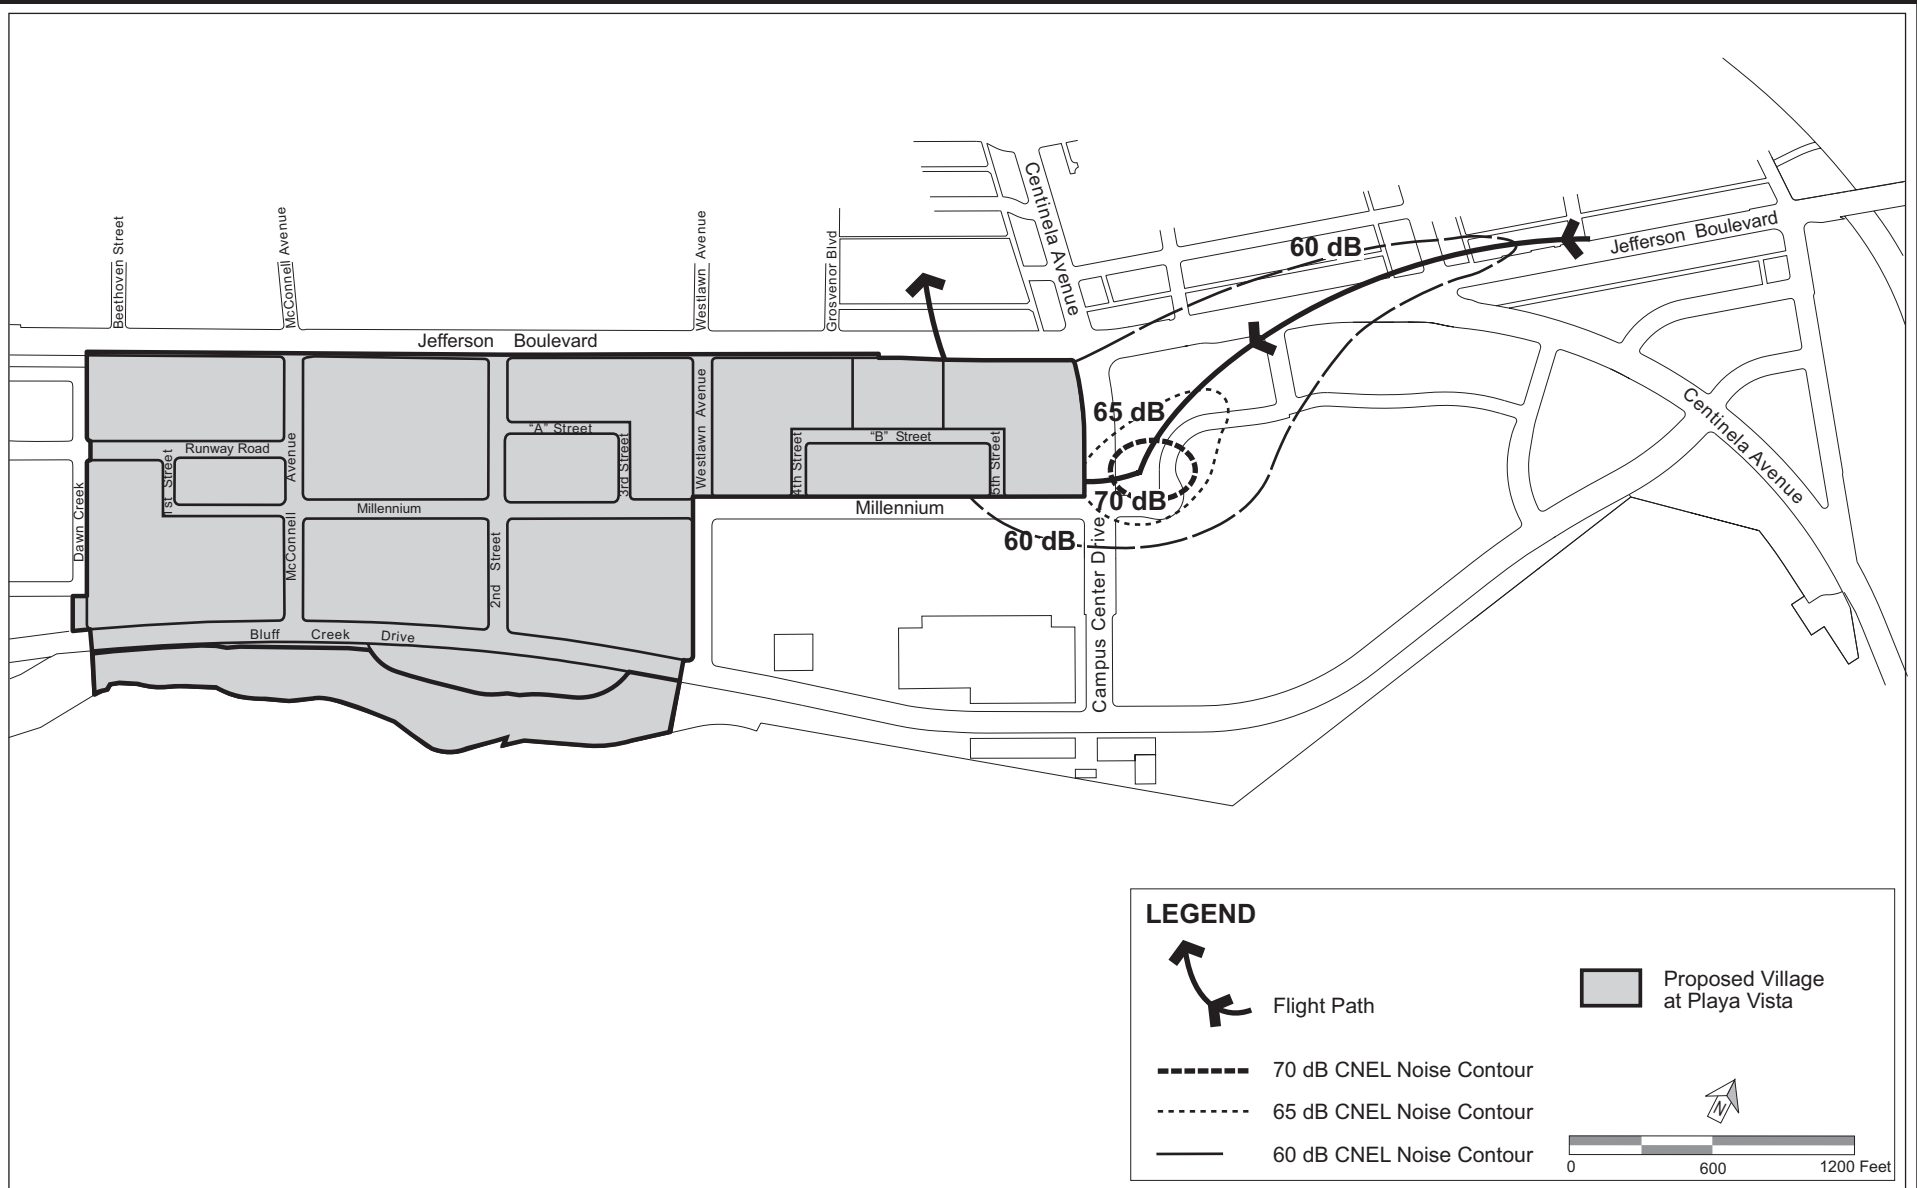 Beethoven Street
McConnell Avenue
Westlawn Avenue
Grosvenor Blvd
Centinela Avenue
60 dB
Jefferson Boulevard
Jefferson Boulevard
65 dB
70 dB
60 dB
"A" Street
"B" Street
Runway Road
Avenue
McConnell
1st Street
3rd Street
Westlawn Avenue
4th Street
5th Street
Millennium
Millennium
Dawn Creek
2nd Street
Bluff Creek Drive
Campus Center Drive
Centinela Avenue
LEGEND
Flight Path
Proposed Village
at Playa Vista
70 dB CNEL Noise Contour
65 dB CNEL Noise Contour
60 dB CNEL Noise Contour
N
0 600 1200 Feet